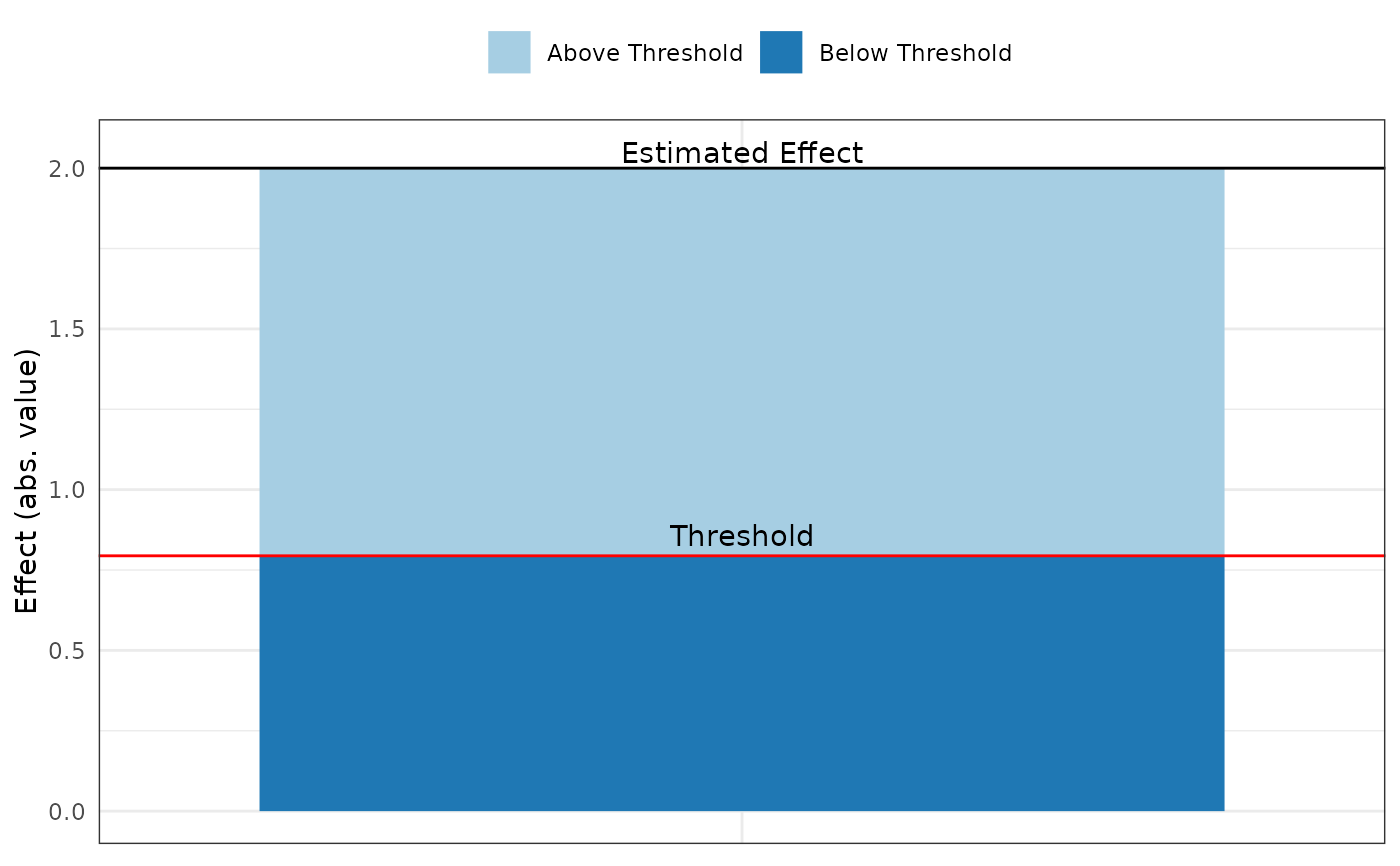 Above Threshold
Below Threshold
Estimated Effect
2.0
1.5
1.0
Threshold
0.5
0.0
Effect (abs. value)